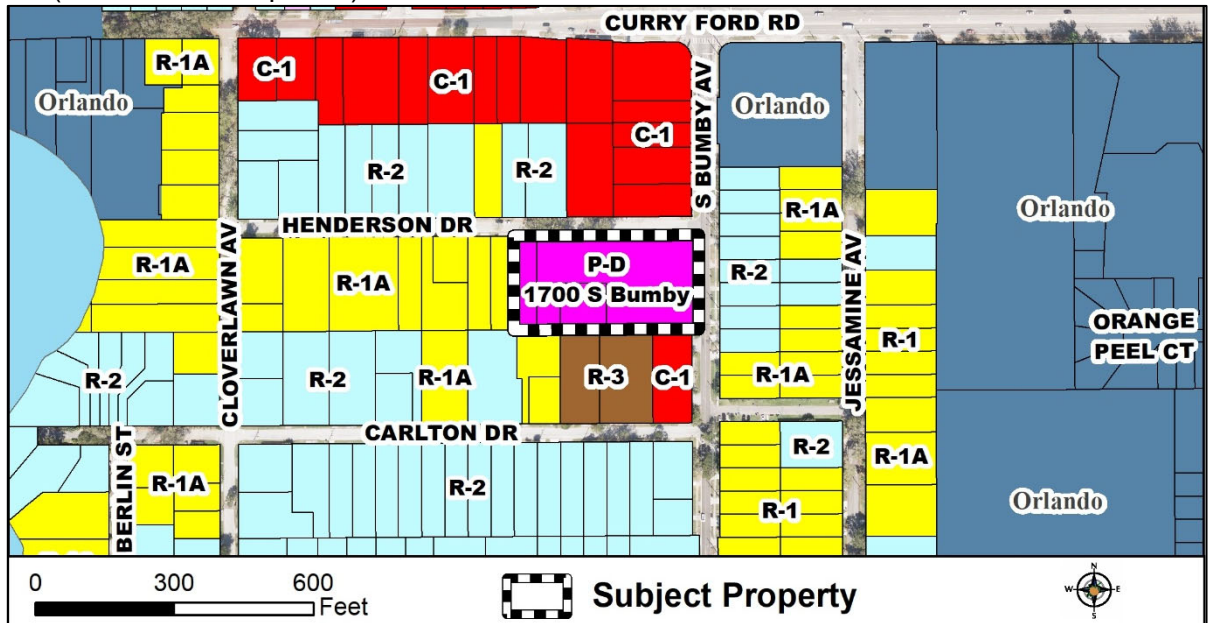 CURRY FORD RD
R-1A
C-1
C-1
Orlando
Orlando
S BUMBY AV
C-1
R-2
R-2
R-1A
Orlando
HENDERSON DR
R-1A
CLOVERLAWN AV
R-1A
P-D
1700 S Bumby
R-2
JESSAMINE AV
R-1
ORANGE
PEEL CT
R-2
R-2
R-1A
R-3
C-1
R-1A
CARLTON DR
BERLIN ST
R-1A
R-2
R-2
R-1A
R-1
Orlando
0 300 600
Feet
Subject Property
N
W E
S